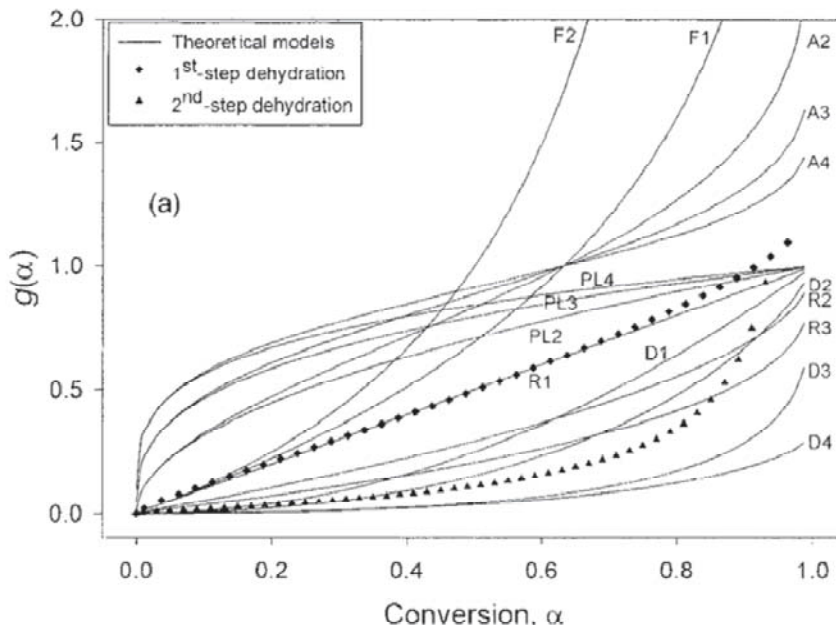 2.0
1.5
1.0
0.5
0.0
g(α)
Theoretical models
1st-step dehydration
2nd-step dehydration
(a)
F2
F1
A2
A3
A4
PL4
PL3
PL2
R1
D1
D2
R2
R3
D3
D4
0.0 0.2 0.4 0.6 0.8 1.0
Conversion, α